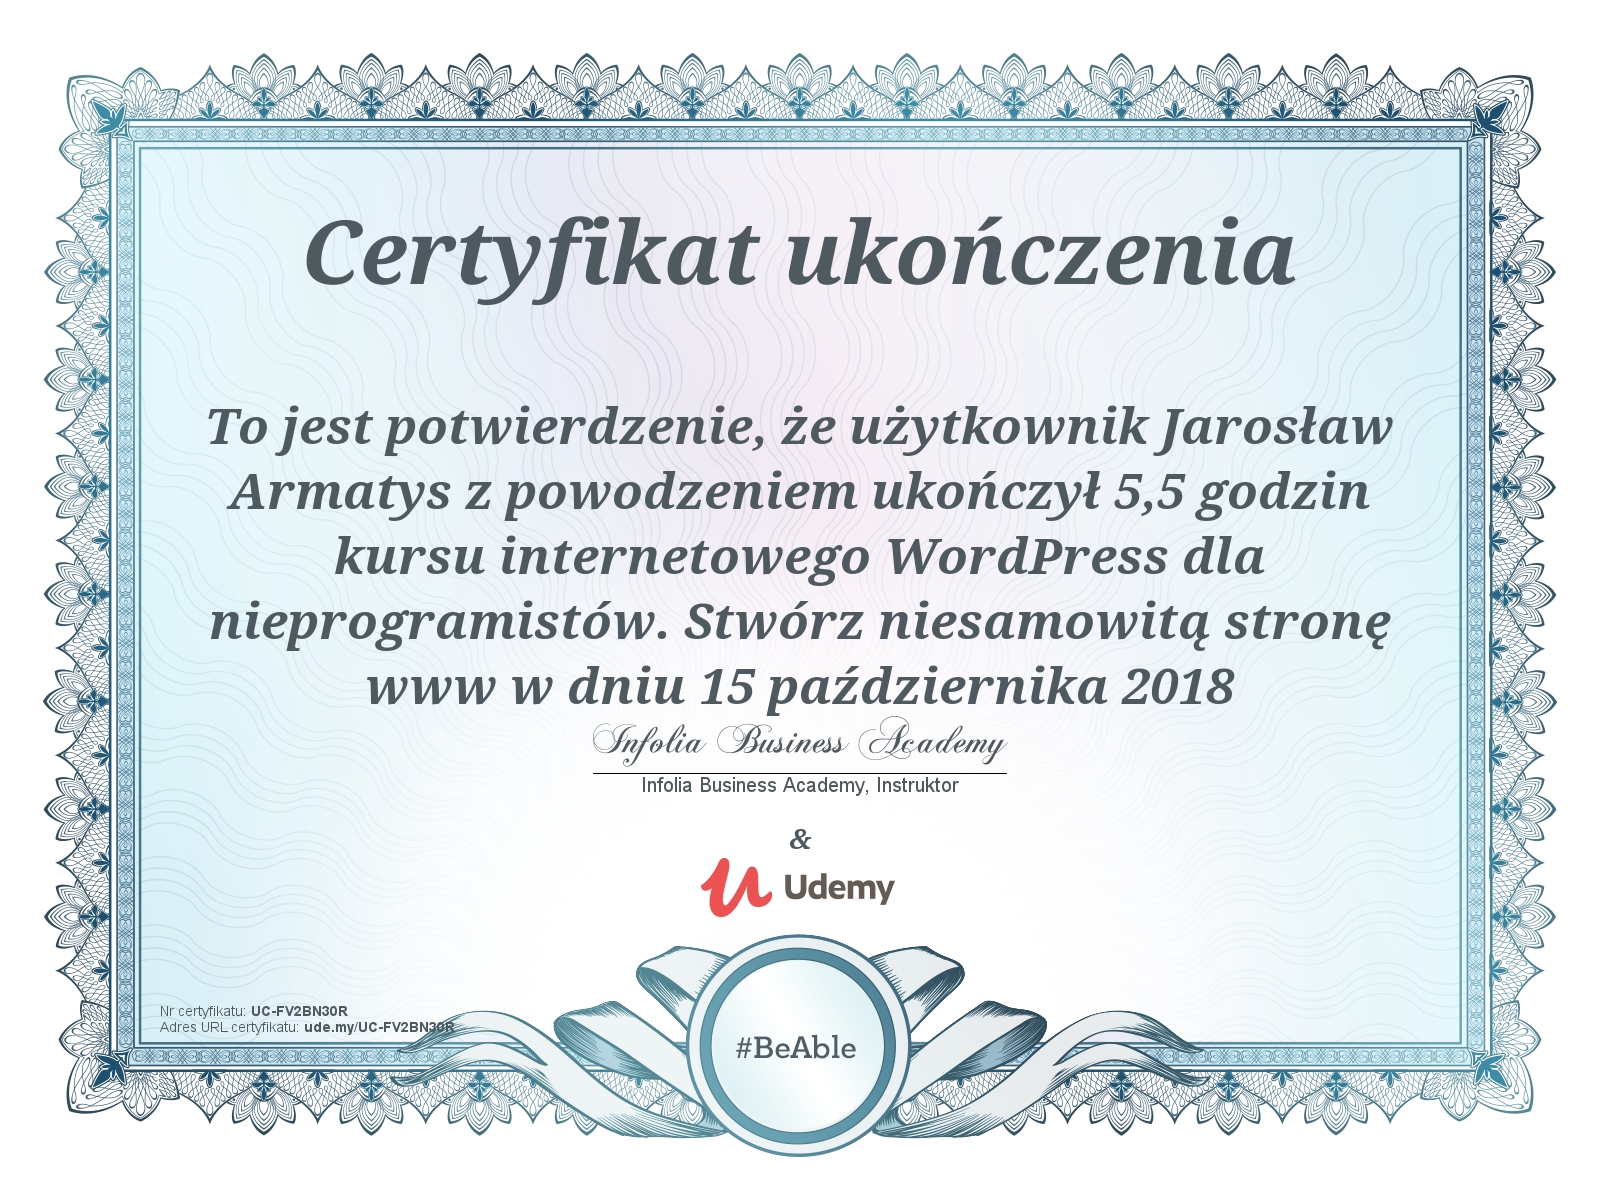 Certyfikat ukończenia
To jest potwierdzenie, że użytkownik Jarosław
Armatys z powodzeniem ukończył 5,5 godzin
kursu internetowego WordPress dla
nieprogramistów. Stwórz niesamowitą stronę
www w dniu 15 października 2018
Infolia Business Academy
Infolia Business Academy, Instruktor
&
Udemy
Nr certyfikatu: UC-FV2BN30R
Adres URL certyfikatu: ude.my/UC-FV2BN30R
#BeAble